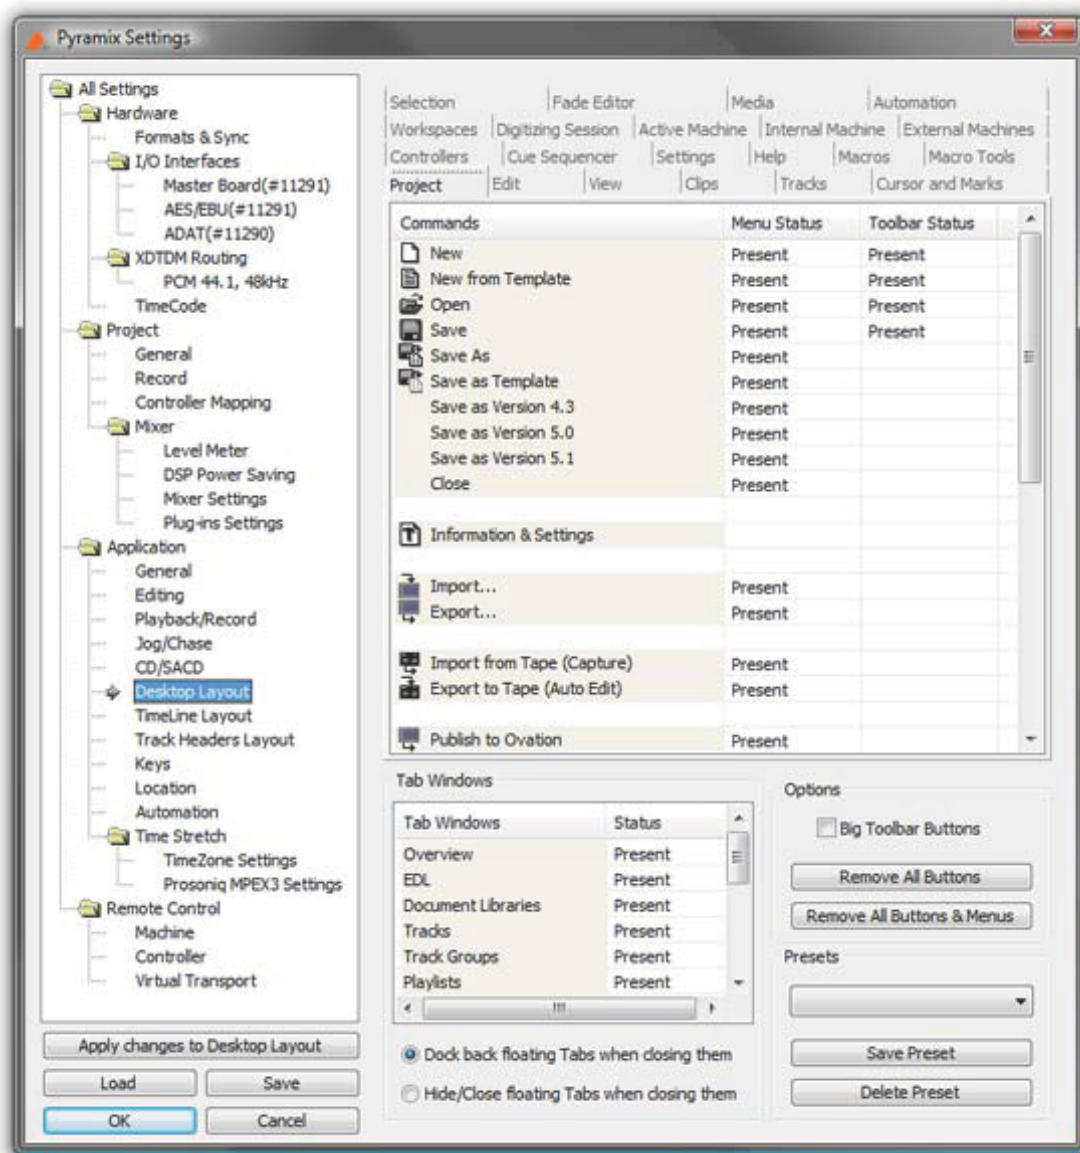 Pyramix Settings
All Settings
Hardware
Formats & Sync
I/O Interfaces
Master Board(#11291)
AES/EBU(#11291)
ADAT(#11290)
XDTDM Routing
PCM 44.1, 48kHz
TimeCode
Project
General
Record
Controller Mapping
Mixer
Level Meter
DSP Power Saving
Mixer Settings
Plug-ins Settings
Application
General
Editing
Playback/Record
Jog/Chase
CD/SACD
Desktop Layout
TimeLine Layout
Track Headers Layout
Keys
Location
Automation
Time Stretch
TimeZone Settings
Prosoniq MPEX3 Settings
Remote Control
Machine
Controller
Virtual Transport
Apply changes to Desktop Layout
Load Save
OK Cancel
Selection Fade Editor Media Automation
Workspaces Digitizing Session Active Machine Internal Machine External Machines
Controllers Cue Sequencer Settings Help Macros Macro Tools
Project Edit View Clips Tracks Cursor and Marks
Commands Menu Status Toolbar Status
New Present Present
New from Template Present Present
Open Present Present
Save Present Present
Save As Present
Save as Template Present
Save as Version 4.3 Present
Save as Version 5.0 Present
Save as Version 5.1 Present
Close Present
Information & Settings
Import... Present
Export... Present
Import from Tape (Capture) Present
Export to Tape (Auto Edit) Present
Publish to Ovation Present
Tab Windows
Tab Windows Status
Overview Present
EDL Present
Document Libraries Present
Tracks Present
Track Groups Present
Playlists Present
Dock back floating Tabs when closing them
Hide/Close floating Tabs when closing them
Options
Big Toolbar Buttons
Remove All Buttons
Remove All Buttons & Menus
Presets
Save Preset
Delete Preset